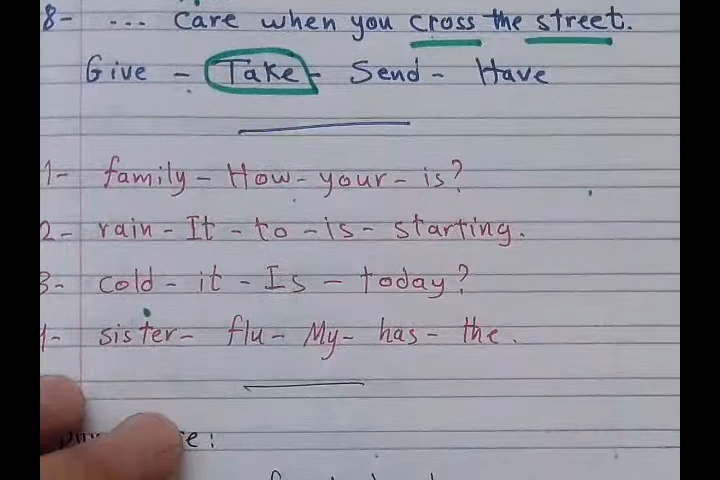 8- ... Care when you cross the street.
Give - Take - Send - Have
1- family - How - your - is?
2- rain - It - to - is - starting.
3- cold - it - Is - today?
4- sister - flu - My - has - the.